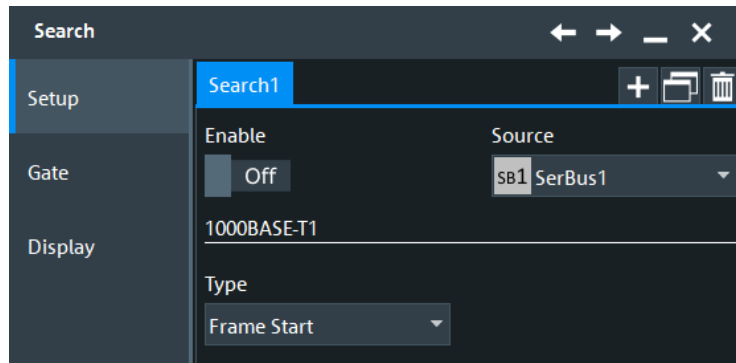 Search
Setup
Gate
Display
Search1
Enable
Off
Source
SB1 SerBus1
1000BASE-T1
Type
Frame Start